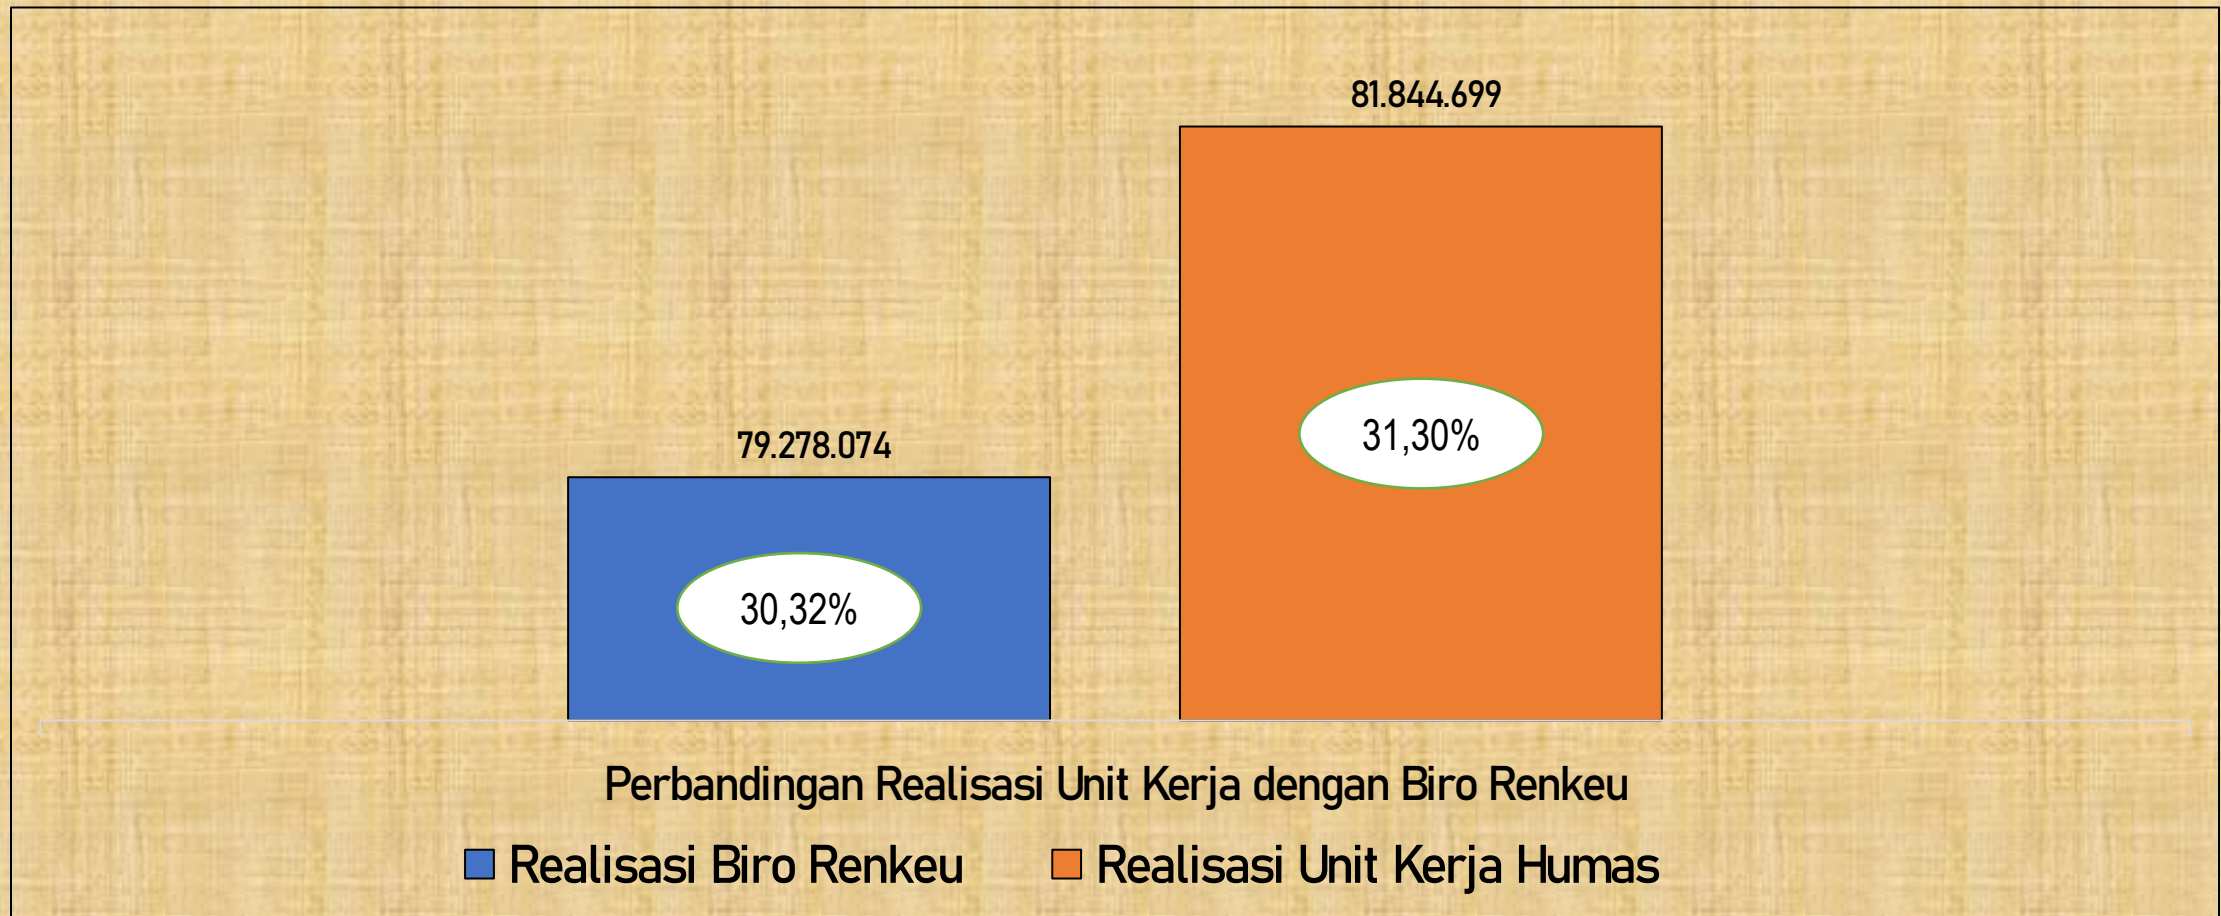 81.844.699
79.278.074
31,30%
30,32%
Perbandingan Realisasi Unit Kerja dengan Biro Renkeu
Realisasi Biro Renkeu
Realisasi Unit Kerja Humas